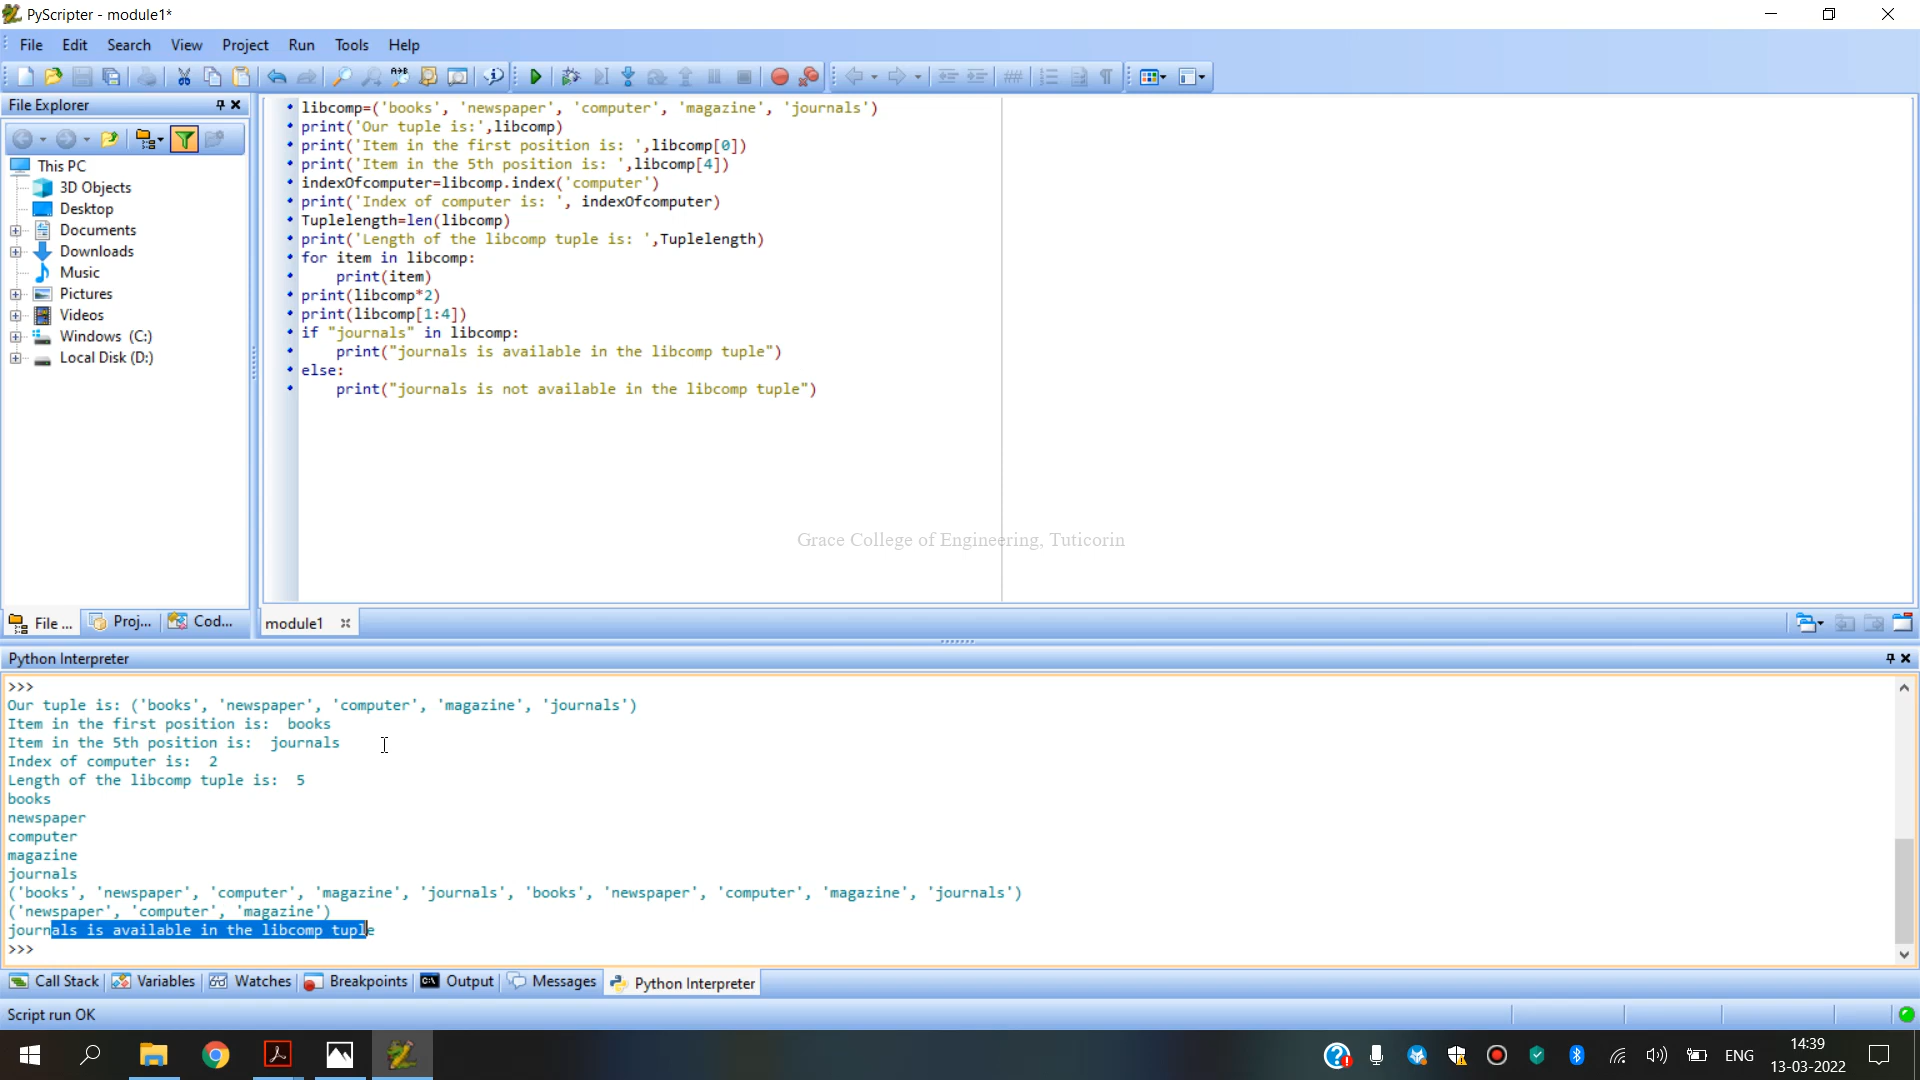 PyScripter - module1*
File Edit Search View Project Run Tools Help
File Explorer
This PC
3D Objects
Desktop
Documents
Downloads
Music
Pictures
Videos
Windows (C:)
Local Disk (D:)
File ... Proj... Cod...
libcomp=('books', 'newspaper', 'computer', 'magazine', 'journals')
print('Our tuple is:',libcomp)
print('Item in the first position is: ',libcomp[0])
print('Item in the 5th position is: ',libcomp[4])
indexOfcomputer=libcomp.index('computer')
print('Index of computer is: ', indexOfcomputer)
Tuplelength=len(libcomp)
print('Length of the libcomp tuple is: ',Tuplelength)
for item in libcomp:
    print(item)
print(libcomp*2)
print(libcomp[1:4])
if "journals" in libcomp:
    print("journals is available in the libcomp tuple")
else:
    print("journals is not available in the libcomp tuple")
Grace College of Engineering, Tuticorin
module1
Python Interpreter
>>>
Our tuple is: ('books', 'newspaper', 'computer', 'magazine', 'journals')
Item in the first position is:  books
Item in the 5th position is:  journals
Index of computer is:  2
Length of the libcomp tuple is:  5
books
newspaper
computer
magazine
journals
('books', 'newspaper', 'computer', 'magazine', 'journals', 'books', 'newspaper', 'computer', 'magazine', 'journals')
('newspaper', 'computer', 'magazine')
journals is available in the libcomp tuple
>>>
Call Stack Variables Watches Breakpoints Output Messages Python Interpreter
Script run OK
ENG
14:39
13-03-2022